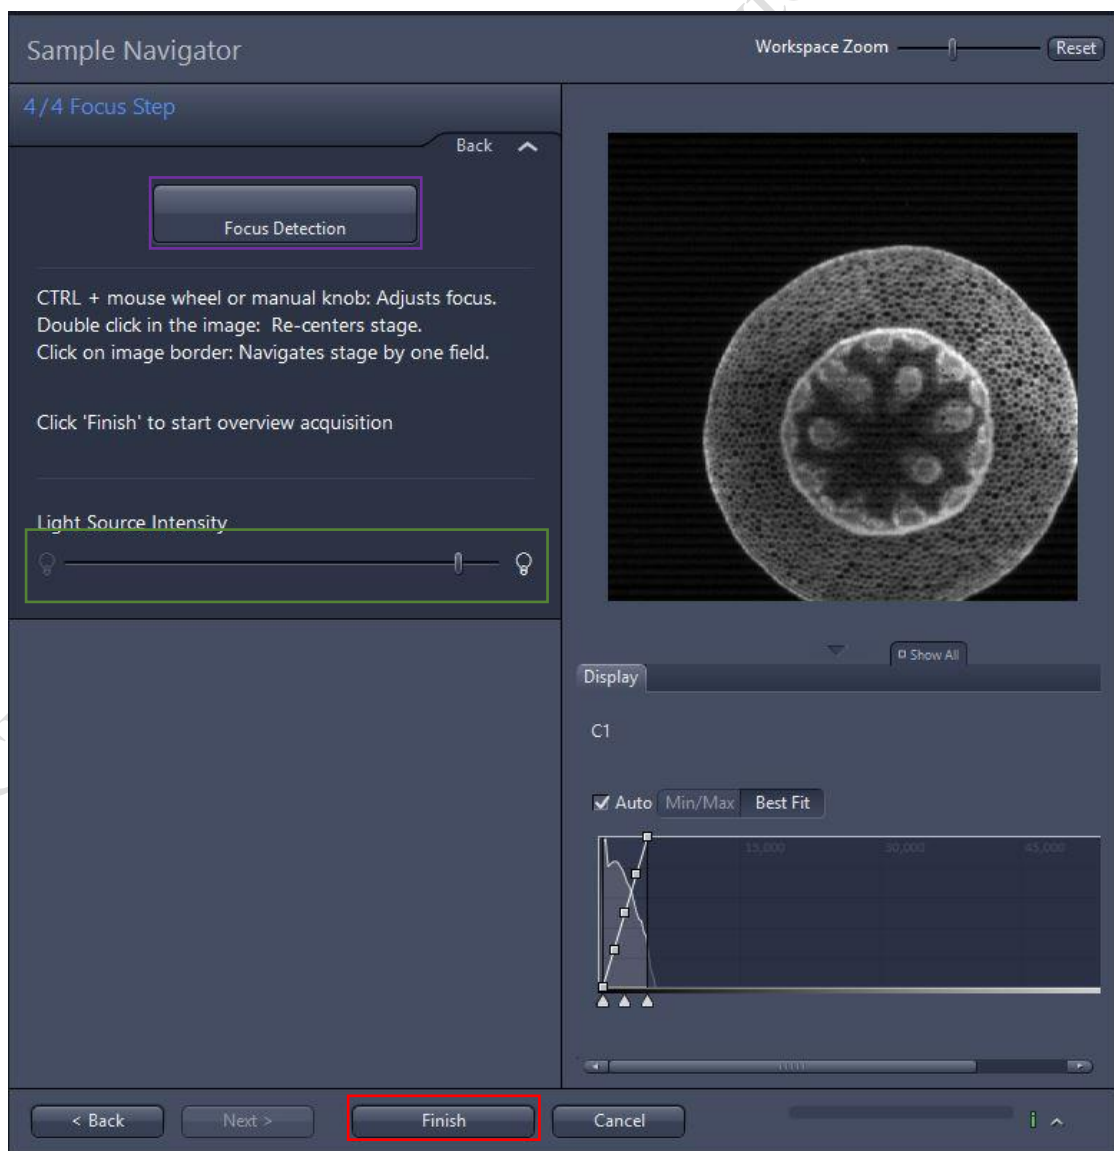 Sample Navigator
Workspace Zoom
Reset
4/4 Focus Step
Back
Focus Detection
CTRL + mouse wheel or manual knob: Adjusts focus.
Double click in the image: Re-centers stage.
Click on image border: Navigates stage by one field.
Click 'Finish' to start overview acquisition
Light Source Intensity
Show All
Display
C1
Auto Min/Max Best Fit
15,000 30,000 45,000
< Back Next > Finish Cancel i